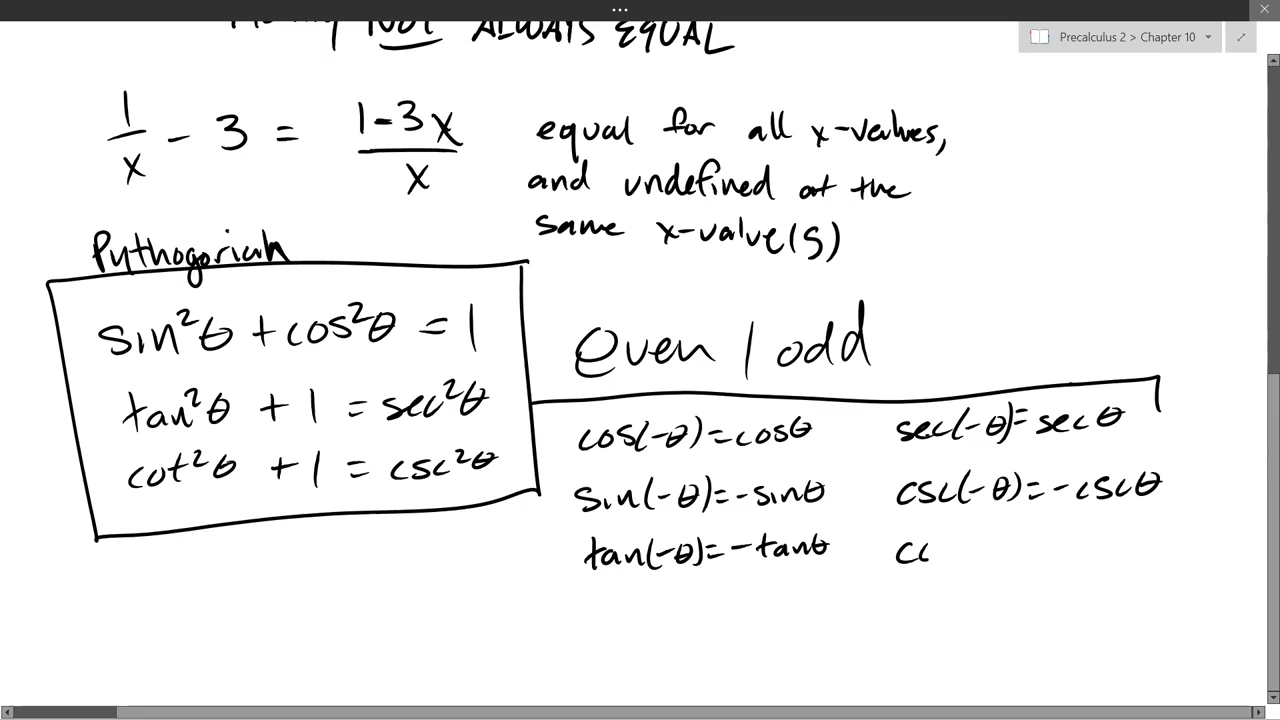 ...
Precalculus 2 > Chapter 10
NOT ALWAYS EQUAL
1/x - 3 = (1-3x)/x
equal for all x-values,
and undefined at the
same x-value(s)
Pythogorian
sin²θ + cos²θ = 1
tan²θ + 1 = sec²θ
cot²θ + 1 = csc²θ
even / odd
cos(-θ)=cosθ
sec(-θ)=secθ
sin(-θ)=-sinθ
csc(-θ)=-cscθ
tan(-θ)=-tanθ